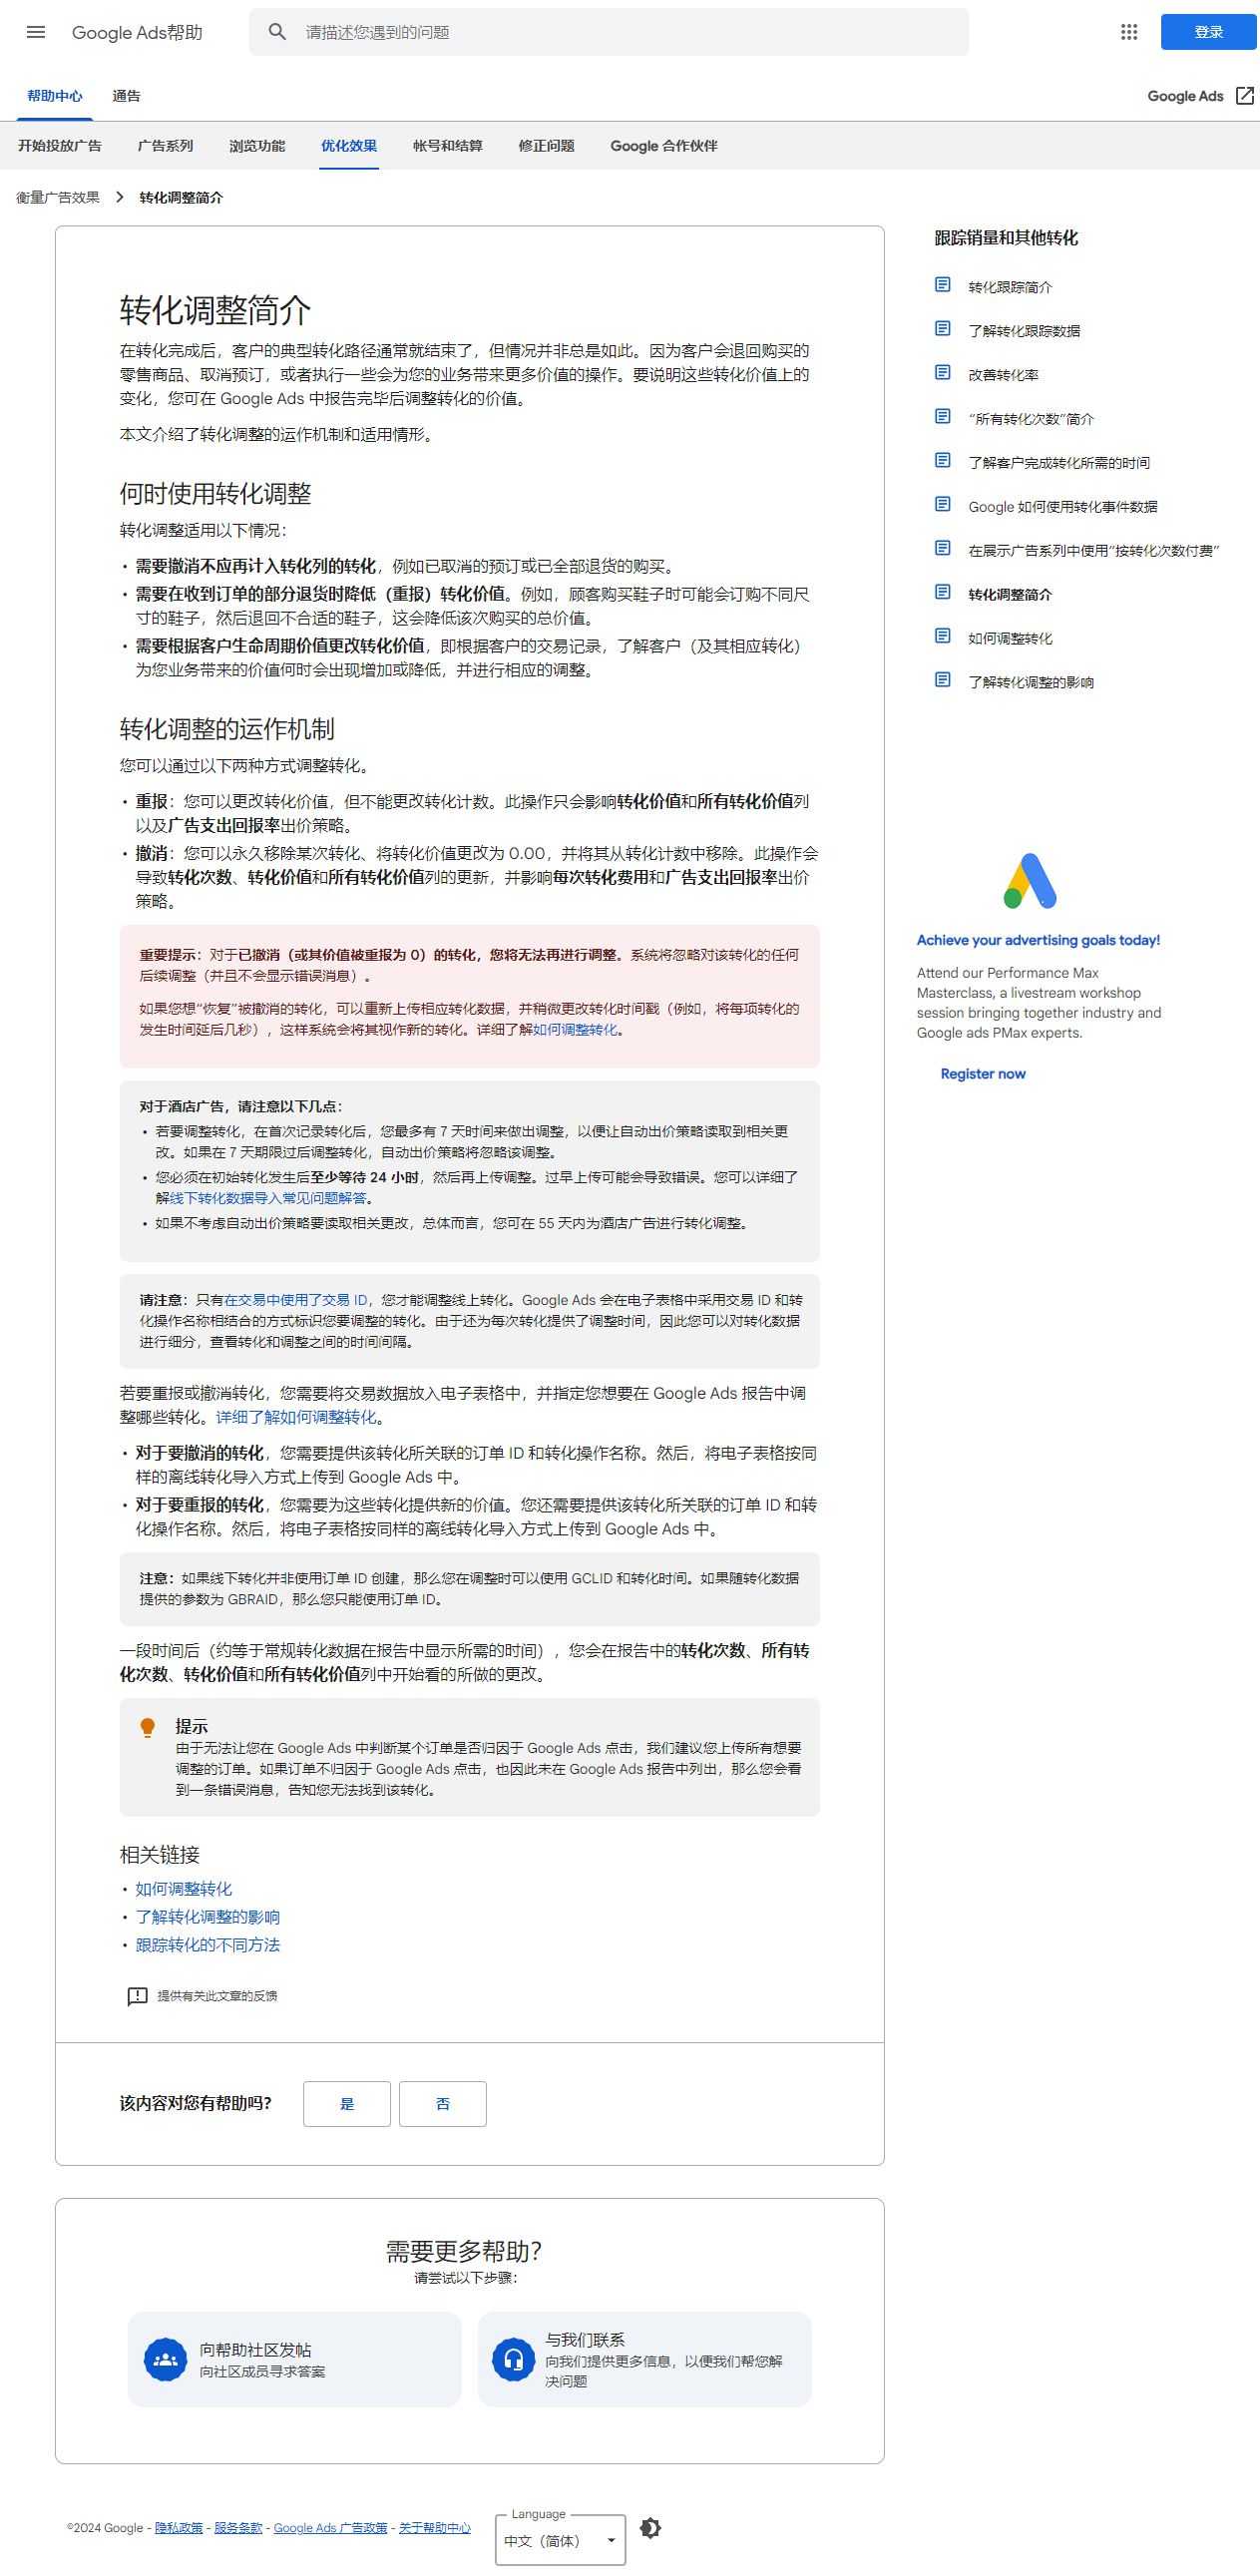 Google Ads帮助
请描述您遇到的问题
登录
帮助中心
通告
Google Ads
开始投放广告
广告系列
浏览功能
优化效果
帐号和结算
修正问题
Google 合作伙伴
衡量广告效果
转化调整简介
转化调整简介
在转化完成后，客户的典型转化路径通常就结束了，但情况并非总是如此。因为客户会退回购买的
零售商品、取消预订，或者执行一些会为您的业务带来更多价值的操作。要说明这些转化价值上的
变化，您可在 Google Ads 中报告完毕后调整转化的价值。
本文介绍了转化调整的运作机制和适用情形。
何时使用转化调整
转化调整适用以下情况：
• 需要撤消不应再计入转化列的转化，例如已取消的预订或已全部退货的购买。
• 需要在收到订单的部分退货时降低（重报）转化价值。例如，顾客购买鞋子时可能会订购不同尺
寸的鞋子，然后退回不合适的鞋子，这会降低该次购买的总价值。
• 需要根据客户生命周期价值更改转化价值，即根据客户的交易记录，了解客户（及其相应转化）
为您业务带来的价值何时会出现增加或降低，并进行相应的调整。
转化调整的运作机制
您可以通过以下两种方式调整转化。
• 重报：您可以更改转化价值，但不能更改转化计数。此操作只会影响转化价值和所有转化价值列
以及广告支出回报率出价策略。
• 撤消：您可以永久移除某次转化、将转化价值更改为 0.00，并将其从转化计数中移除。此操作会
导致转化次数、转化价值和所有转化价值列的更新，并影响每次转化费用和广告支出回报率出价
策略。
重要提示：对于已撤消（或其价值被重报为 0）的转化，您将无法再进行调整。系统将忽略对该转化的任何
后续调整（并且不会显示错误消息）。
如果您想“恢复”被撤消的转化，可以重新上传相应转化数据，并稍微更改转化时间戳（例如，将每项转化的
发生时间延后几秒），这样系统会将其视作新的转化。详细了解如何调整转化。
对于酒店广告，请注意以下几点：
• 若要调整转化，在首次记录转化后，您最多有 7 天时间来做出调整，以便让自动出价策略读取到相关更
改。如果在 7 天期限过后调整转化，自动出价策略将忽略该调整。
• 您必须在初始转化发生后至少等待 24 小时，然后再上传调整。过早上传可能会导致错误。您可以详细了
解线下转化数据导入常见问题解答。
• 如果不考虑自动出价策略要读取相关更改，总体而言，您可在 55 天内为酒店广告进行转化调整。
请注意：只有在交易中使用了交易 ID，您才能调整线上转化。Google Ads 会在电子表格中采用交易 ID 和转
化操作名称相结合的方式标识您要调整的转化。由于还为每次转化提供了调整时间，因此您可以对转化数据
进行细分，查看转化和调整之间的时间间隔。
若要重报或撤消转化，您需要将交易数据放入电子表格中，并指定您想要在 Google Ads 报告中调
整哪些转化。详细了解如何调整转化。
• 对于要撤消的转化，您需要提供该转化所关联的订单 ID 和转化操作名称。然后，将电子表格按同
样的离线转化导入方式上传到 Google Ads 中。
• 对于要重报的转化，您需要为这些转化提供新的价值。您还需要提供该转化所关联的订单 ID 和转
化操作名称。然后，将电子表格按同样的离线转化导入方式上传到 Google Ads 中。
注意：如果线下转化并非使用订单 ID 创建，那么您在调整时可以使用 GCLID 和转化时间。如果随转化数据
提供的参数为 GBRAID，那么您只能使用订单 ID。
一段时间后（约等于常规转化数据在报告中显示所需的时间），您会在报告中的转化次数、所有转
化次数、转化价值和所有转化价值列中开始看的所做的更改。
提示
由于无法让您在 Google Ads 中判断某个订单是否归因于 Google Ads 点击，我们建议您上传所有想要
调整的订单。如果订单不归因于 Google Ads 点击，也因此未在 Google Ads 报告中列出，那么您会看
到一条错误消息，告知您无法找到该转化。
相关链接
• 如何调整转化
• 了解转化调整的影响
• 跟踪转化的不同方法
提供有关此文章的反馈
该内容对您有帮助吗？
是
否
跟踪销量和其他转化
转化跟踪简介
了解转化跟踪数据
改善转化率
“所有转化次数”简介
了解客户完成转化所需的时间
Google 如何使用转化事件数据
在展示广告系列中使用“按转化次数付费”
转化调整简介
如何调整转化
了解转化调整的影响
Achieve your advertising goals today!
Attend our Performance Max
Masterclass, a livestream workshop
session bringing together industry and
Google ads PMax experts.
Register now
需要更多帮助？
请尝试以下步骤：
向帮助社区发帖
向社区成员寻求答案
与我们联系
向我们提供更多信息，以便我们帮您解
决问题
©2024 Google - 隐私政策 - 服务条款 - Google Ads 广告政策 - 关于帮助中心
Language
中文（简体）